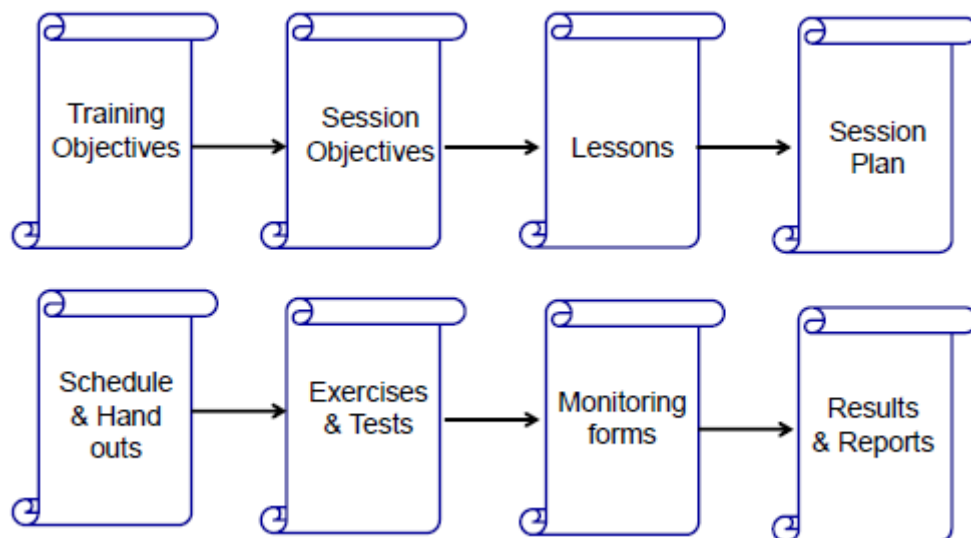 Training
Objectives
Session
Objectives
Lessons
Session
Plan
Schedule
& Hand
outs
Exercises
& Tests
Monitoring
forms
Results
& Reports